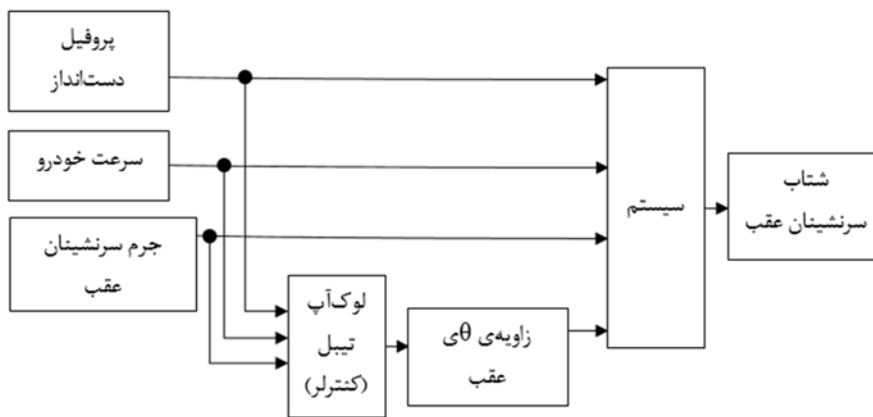 پروفیل
دست‌انداز
سرعت خودرو
جرم سرنشینان
عقب
لوک‌آپ
تیبل
(کنترلر)
زاویه‌ی θی
عقب
سیستم
شتاب
سرنشینان عقب